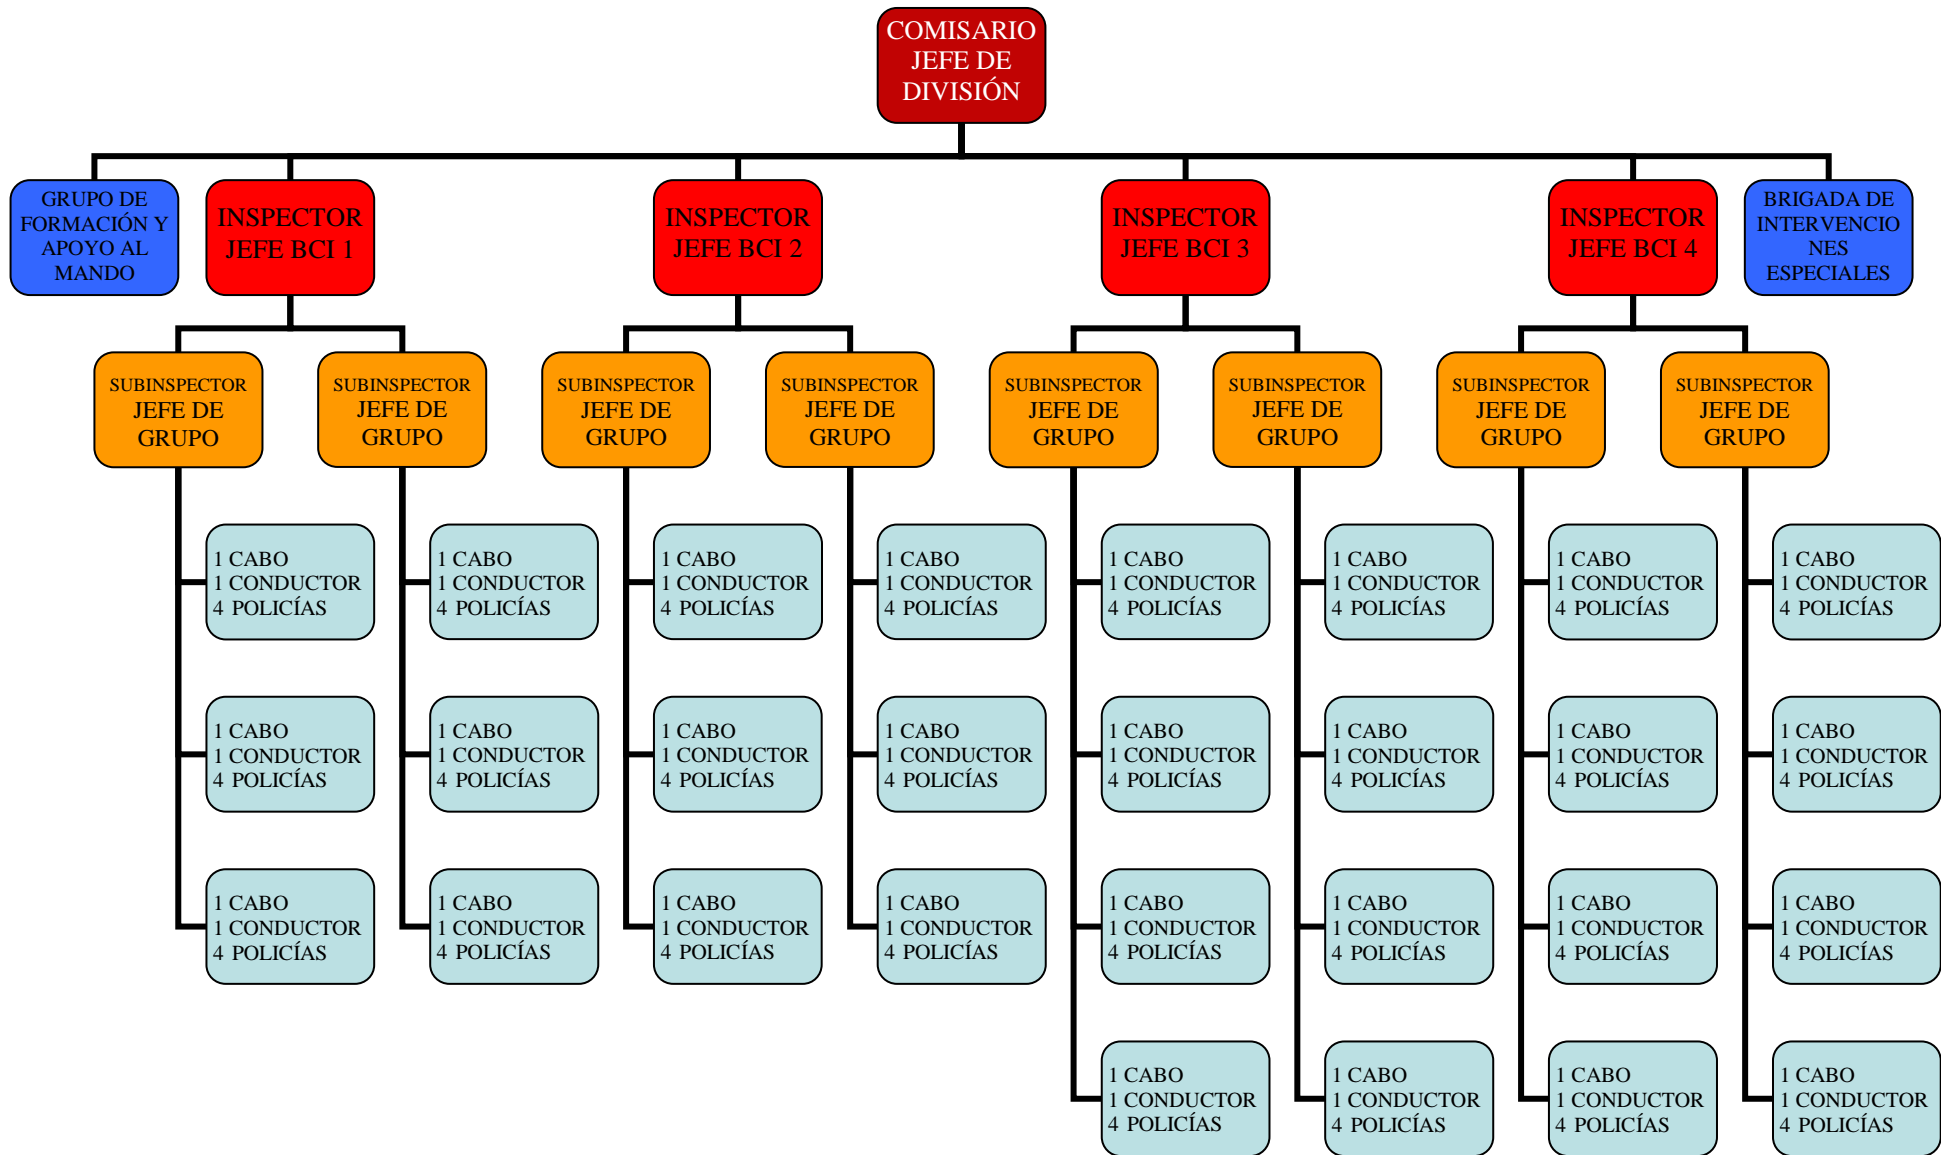 COMISARIO
JEFE DE
DIVISIÓN
GRUPO DE
FORMACIÓN Y
APOYO AL
MANDO
INSPECTOR
JEFE BCI 1
INSPECTOR
JEFE BCI 2
INSPECTOR
JEFE BCI 3
INSPECTOR
JEFE BCI 4
BRIGADA DE
INTERVENCIO
NES
ESPECIALES
SUBINSPECTOR
JEFE DE
GRUPO
SUBINSPECTOR
JEFE DE
GRUPO
SUBINSPECTOR
JEFE DE
GRUPO
SUBINSPECTOR
JEFE DE
GRUPO
SUBINSPECTOR
JEFE DE
GRUPO
SUBINSPECTOR
JEFE DE
GRUPO
SUBINSPECTOR
JEFE DE
GRUPO
SUBINSPECTOR
JEFE DE
GRUPO
1 CABO
1 CONDUCTOR
4 POLICÍAS
1 CABO
1 CONDUCTOR
4 POLICÍAS
1 CABO
1 CONDUCTOR
4 POLICÍAS
1 CABO
1 CONDUCTOR
4 POLICÍAS
1 CABO
1 CONDUCTOR
4 POLICÍAS
1 CABO
1 CONDUCTOR
4 POLICÍAS
1 CABO
1 CONDUCTOR
4 POLICÍAS
1 CABO
1 CONDUCTOR
4 POLICÍAS
1 CABO
1 CONDUCTOR
4 POLICÍAS
1 CABO
1 CONDUCTOR
4 POLICÍAS
1 CABO
1 CONDUCTOR
4 POLICÍAS
1 CABO
1 CONDUCTOR
4 POLICÍAS
1 CABO
1 CONDUCTOR
4 POLICÍAS
1 CABO
1 CONDUCTOR
4 POLICÍAS
1 CABO
1 CONDUCTOR
4 POLICÍAS
1 CABO
1 CONDUCTOR
4 POLICÍAS
1 CABO
1 CONDUCTOR
4 POLICÍAS
1 CABO
1 CONDUCTOR
4 POLICÍAS
1 CABO
1 CONDUCTOR
4 POLICÍAS
1 CABO
1 CONDUCTOR
4 POLICÍAS
1 CABO
1 CONDUCTOR
4 POLICÍAS
1 CABO
1 CONDUCTOR
4 POLICÍAS
1 CABO
1 CONDUCTOR
4 POLICÍAS
1 CABO
1 CONDUCTOR
4 POLICÍAS
1 CABO
1 CONDUCTOR
4 POLICÍAS
1 CABO
1 CONDUCTOR
4 POLICÍAS
1 CABO
1 CONDUCTOR
4 POLICÍAS
1 CABO
1 CONDUCTOR
4 POLICÍAS